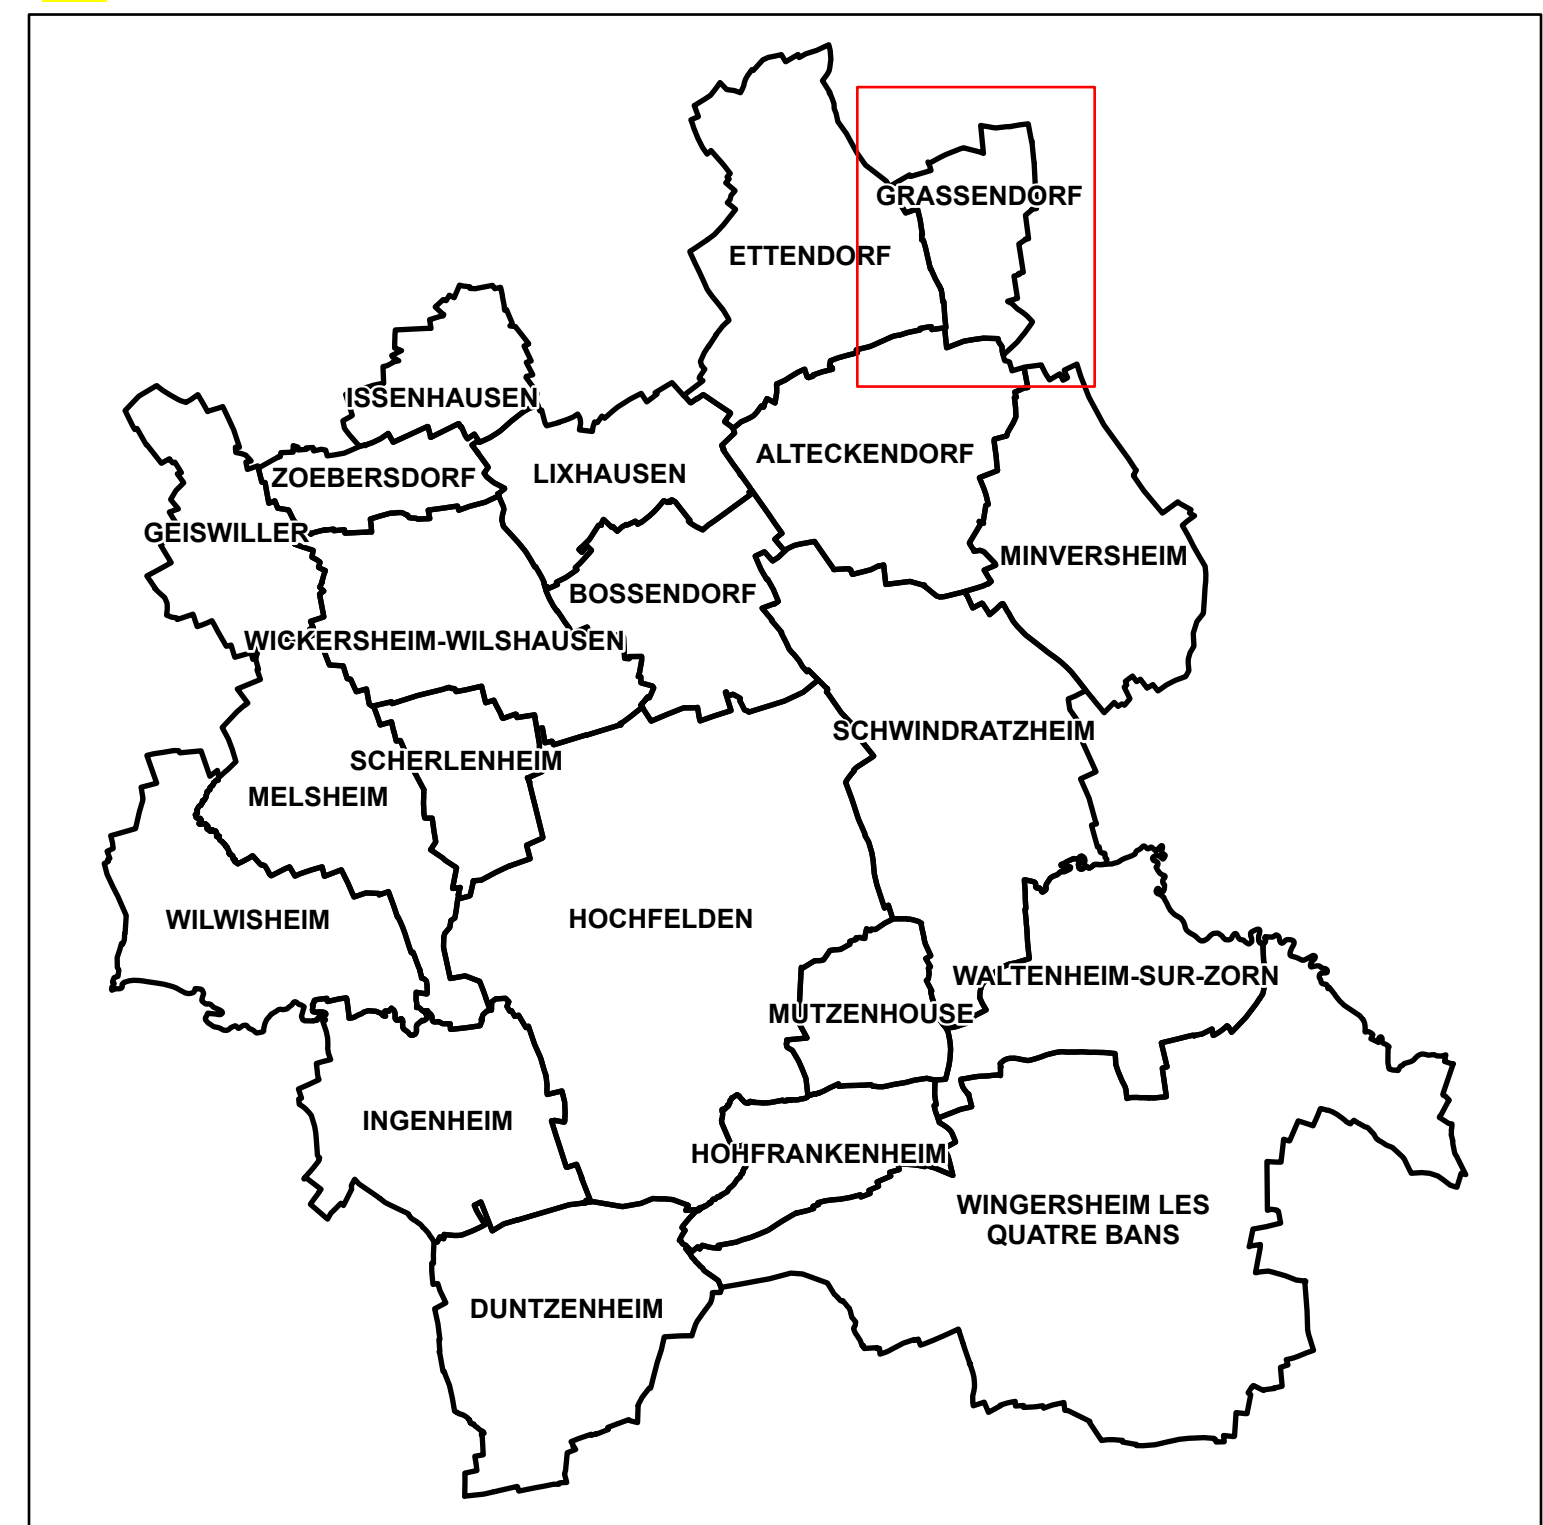 GRASSENDORF
ETTENDORF
ISSENHAUSEN
ALTECKENDORF
LIXHAUSEN
ZOEBERSDORF
GEISWILLER
MINVERSHEIM
BOSSENDORF
WICKERSHEIM-WILSHAUSEN
SCHWINDRATZHEIM
SCHERLENHEIM
MELSHEIM
WILWISHEIM
HOCHFELDEN
WALTENHEIM-SUR-ZORN
MUTZENHOUSE
INGENHEIM
HOHFRANKENHEIM
WINGERSHEIM LES
QUATRE BANS
DUNTZENHEIM